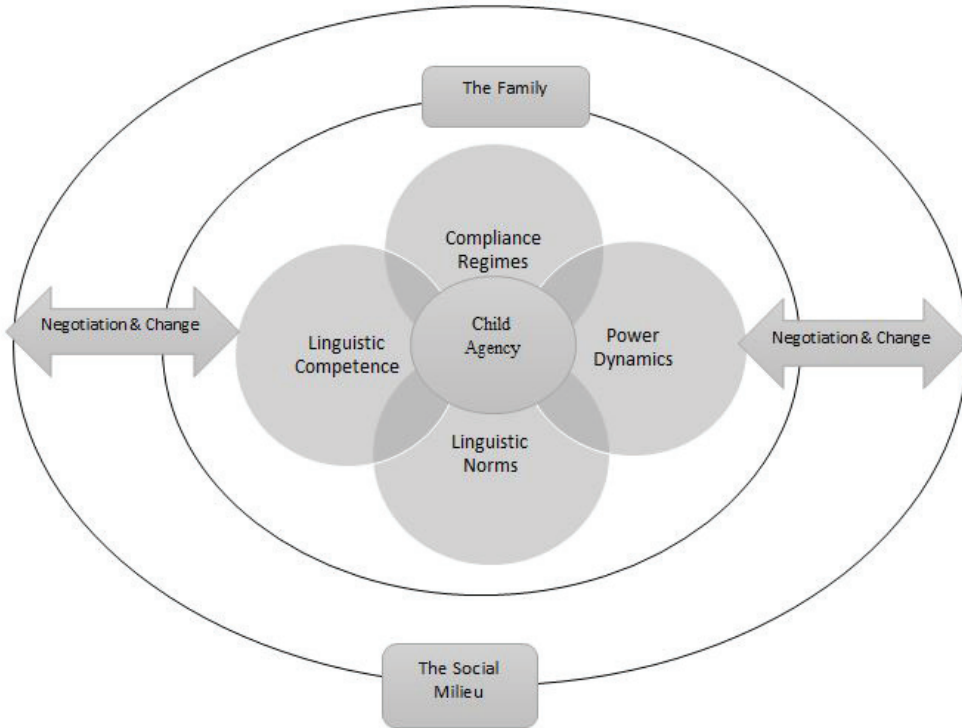 The Family
Compliance
Regimes
Negotiation & Change
Linguistic
Competence
Child
Agency
Power
Dynamics
Negotiation & Change
Linguistic
Norms
The Social
Milieu